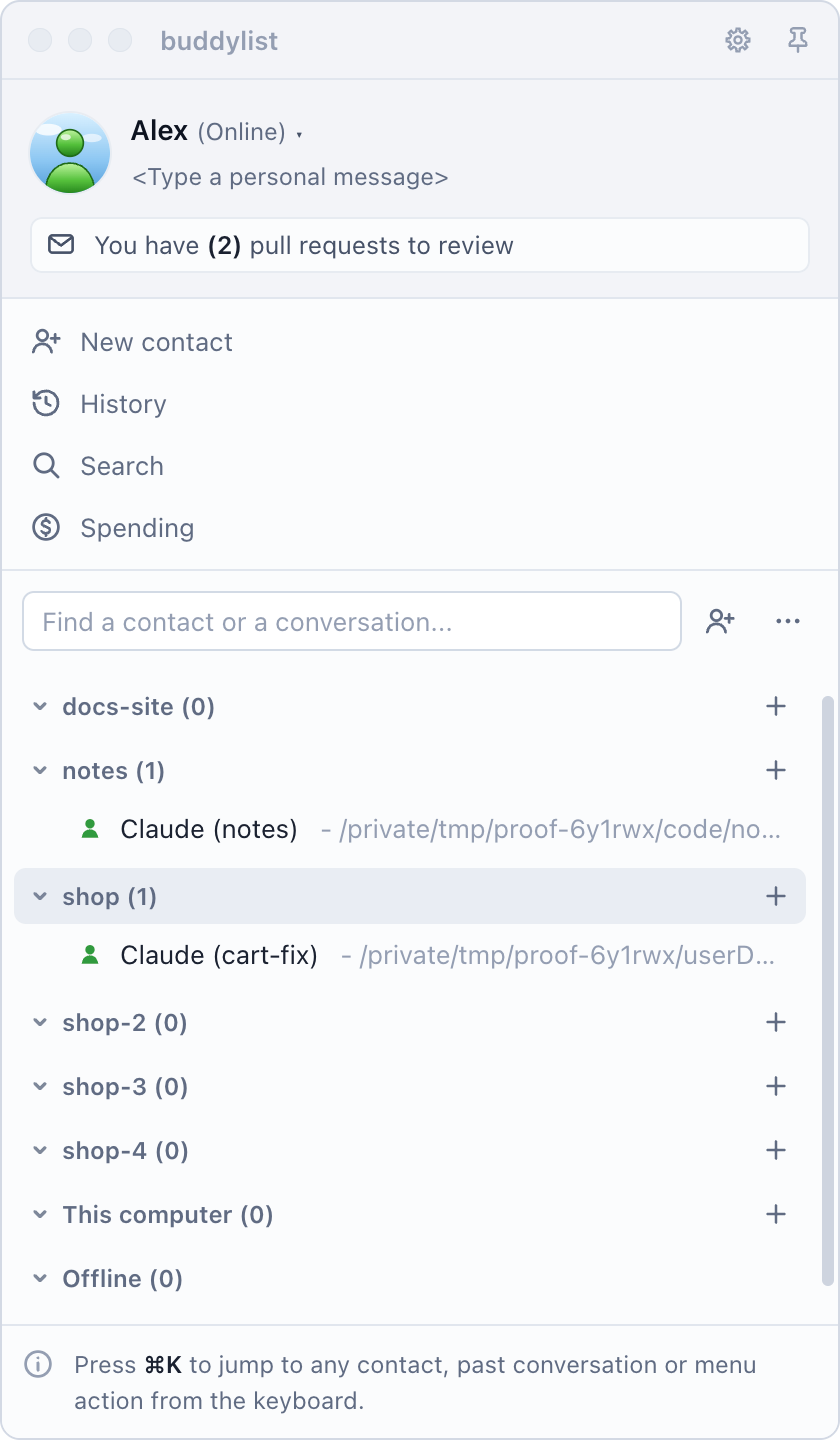 buddylist
Alex (Online)
<Type a personal message>
You have (2) pull requests to review
New contact
History
Search
Spending
Find a contact or a conversation...
docs-site (0)
notes (1)
Claude (notes) - /private/tmp/proof-6y1rwx/code/no...
shop (1)
Claude (cart-fix) - /private/tmp/proof-6y1rwx/userD...
shop-2 (0)
shop-3 (0)
shop-4 (0)
This computer (0)
Offline (0)
Press ⌘K to jump to any contact, past conversation or menu
action from the keyboard.